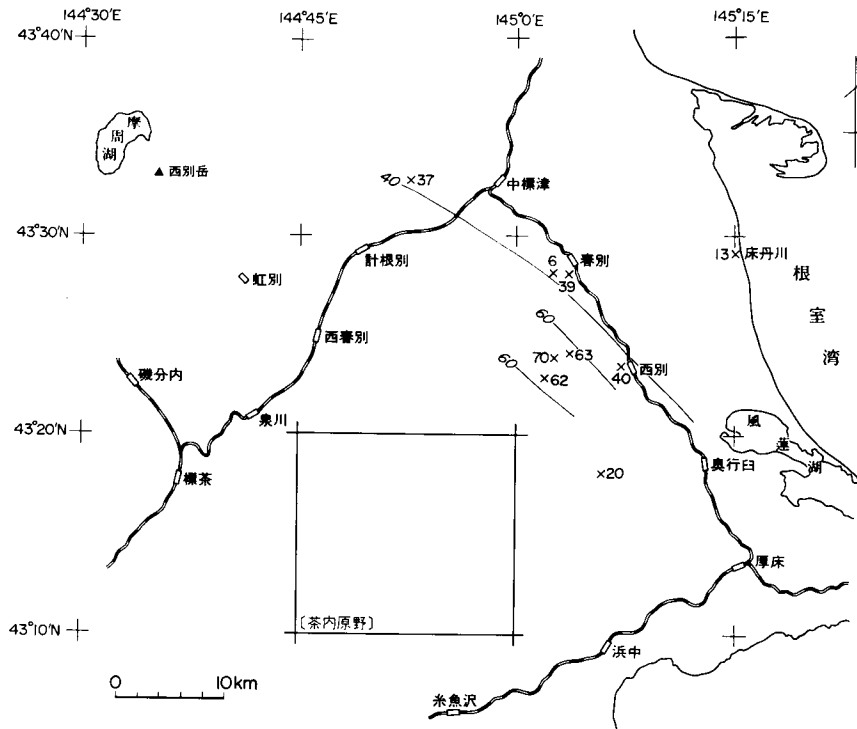 144°30'E
144°45'E
145°0'E
145°15'E
43°40'N
摩周湖
西別岳
40
×37
中標津
43°30'N
計根別
春別
6
×
×
39
13×床丹川
根室湾
虹別
60
西春別
60
70×
×63
×62
西別
×
40
磯分内
泉川
43°20'N
風蓮湖
標茶
奥行臼
×20
厚床
[茶内原野]
43°10'N
浜中
0
10km
糸魚沢